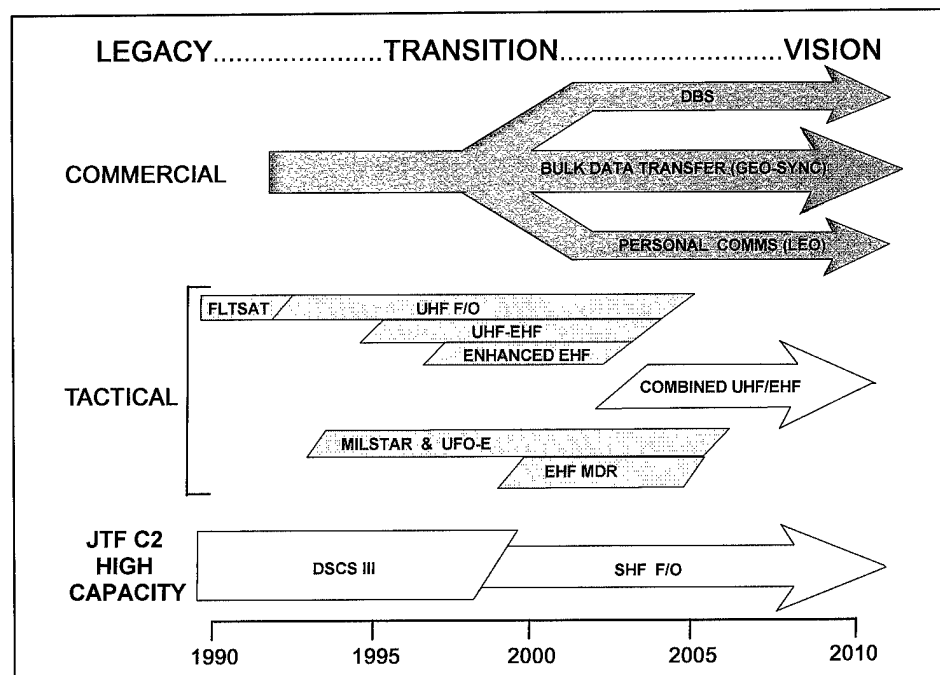 LEGACY....................TRANSITION............................VISION
DBS
COMMERCIAL
BULK DATA TRANSFER (GEO-SYNC)
PERSONAL COMMS (LEO)
FLTSAT
UHF F/O
UHF-EHF
ENHANCED EHF
TACTICAL
COMBINED UHF/EHF
MILSTAR & UFO-E
EHF MDR
JTF C2
HIGH
CAPACITY
DSCS III
SHF F/O
1990 1995 2000 2005 2010